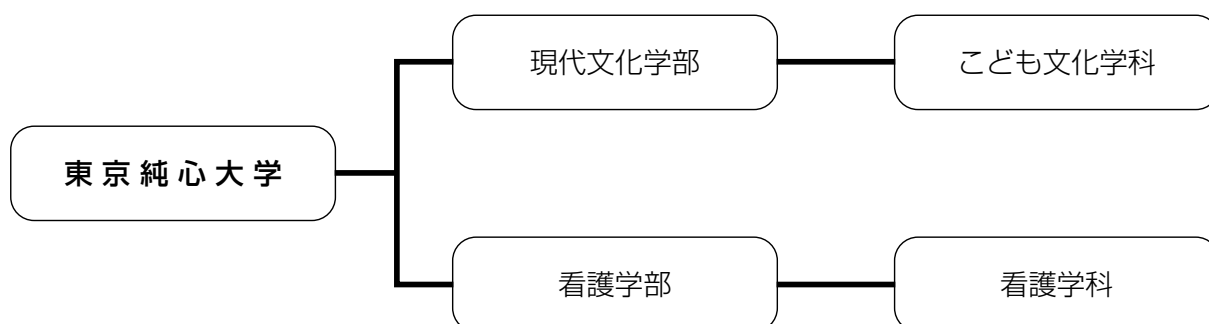 現代文化学部
こども文化学科
東京純心大学
看護学部
看護学科